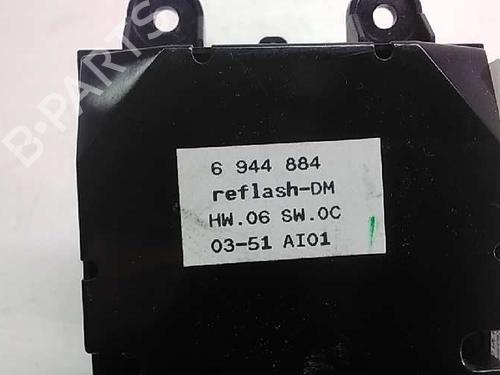 B-PARTS
6 944 884
reflash-DM
HW.06 SW.0C
03-51 AI01